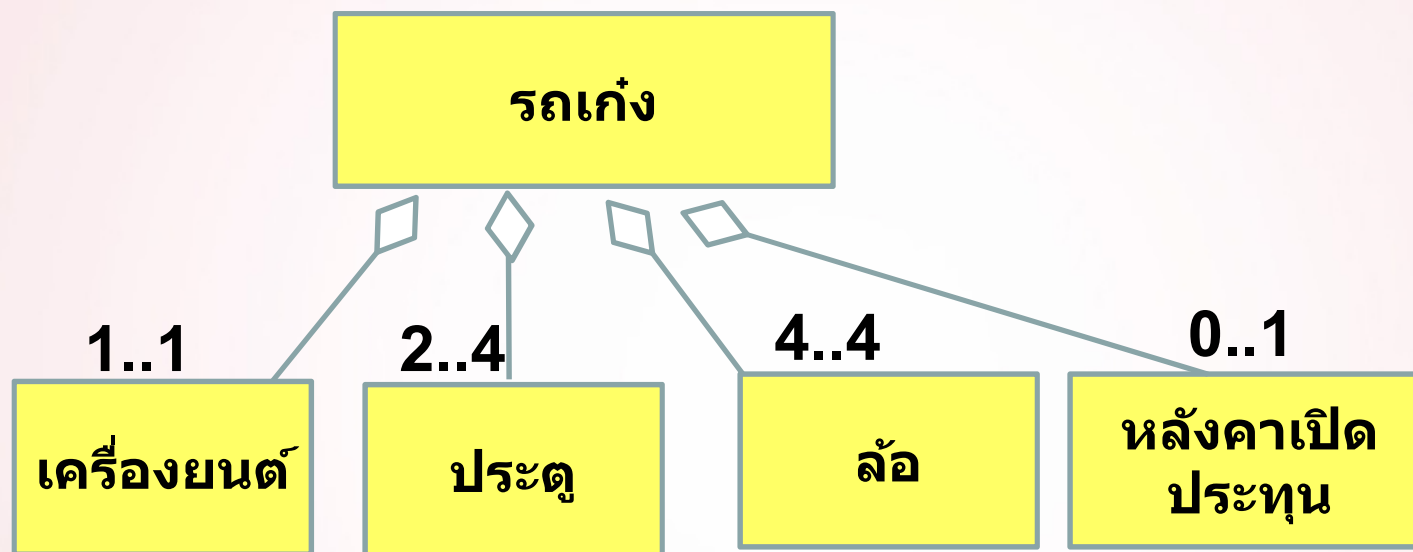 รถเก๋ง
1..1
2..4
4..4
0..1
เครื่องยนต์
ประตู
ล้อ
หลังคาเปิด
ประทุน